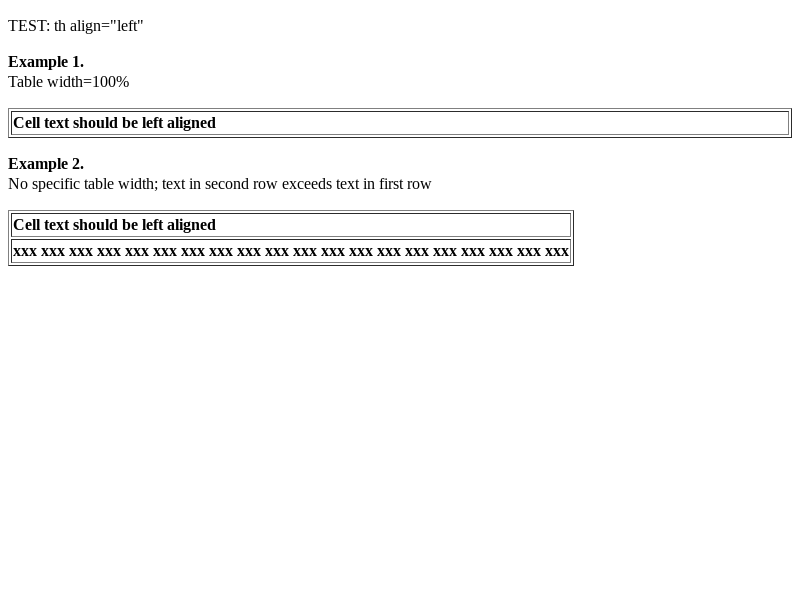 TEST: th align="left"
Example 1.
Table width=100%
Cell text should be left aligned
Example 2.
No specific table width; text in second row exceeds text in first row
Cell text should be left aligned
xxx xxx xxx xxx xxx xxx xxx xxx xxx xxx xxx xxx xxx xxx xxx xxx xxx xxx xxx xxx